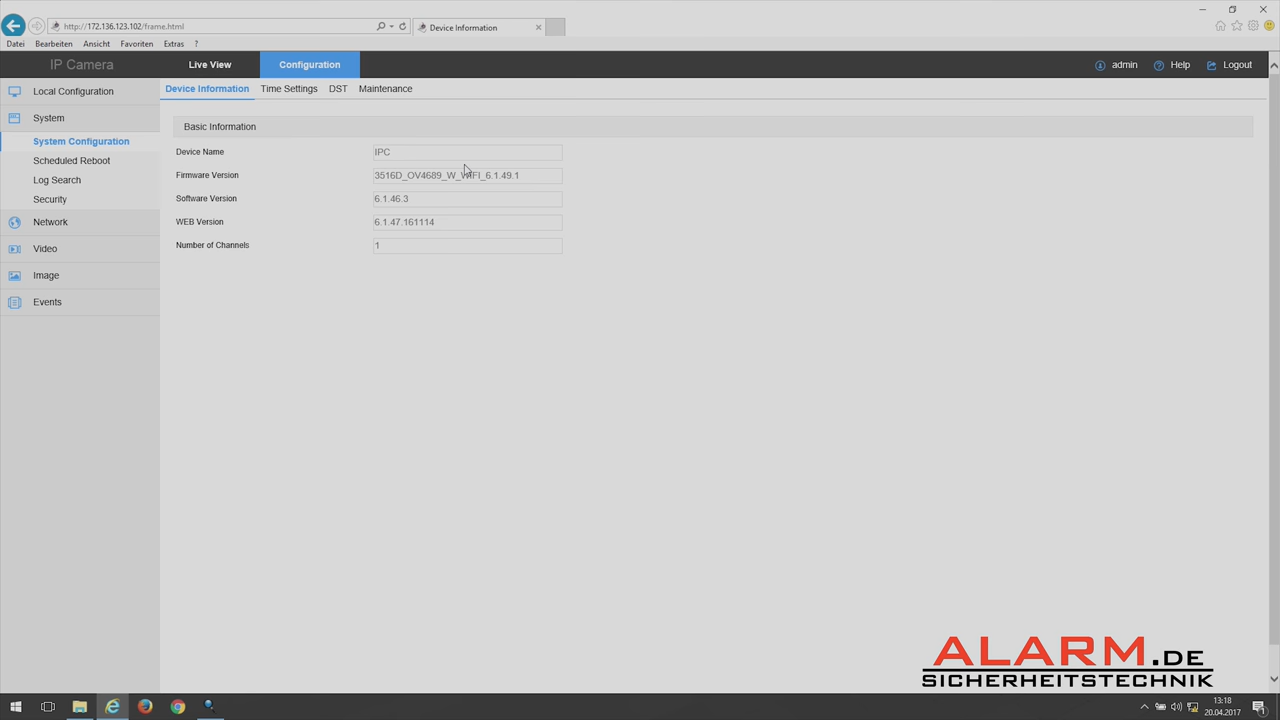 http://172.136.123.102/frame.html
Device Information
Datei Bearbeiten Ansicht Favoriten Extras ?
IP Camera
Live View
Configuration
admin
Help
Logout
Local Configuration
System
System Configuration
Scheduled Reboot
Log Search
Security
Network
Video
Image
Events
Device Information Time Settings DST Maintenance
Basic Information
Device Name IPC
Firmware Version 3516D_OV4689_W_WIFI_6.1.49.1
Software Version 6.1.46.3
WEB Version 6.1.47.161114
Number of Channels 1
ALARM.DE
SICHERHEITSTECHNIK
13:18
20.04.2017
1